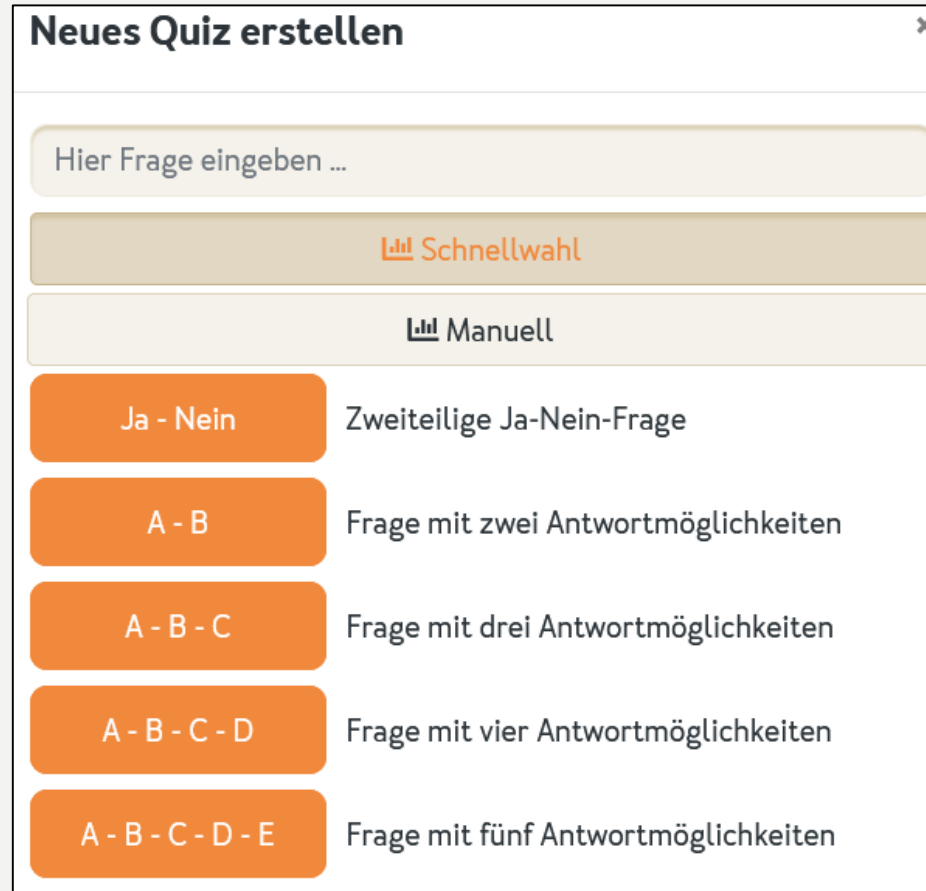 Neues Quiz erstellen
Hier Frage eingeben ...
Schnellwahl
Manuell
Ja - Nein Zweiteilige Ja-Nein-Frage
A - B Frage mit zwei Antwortmöglichkeiten
A - B - C Frage mit drei Antwortmöglichkeiten
A - B - C - D Frage mit vier Antwortmöglichkeiten
A - B - C - D - E Frage mit fünf Antwortmöglichkeiten